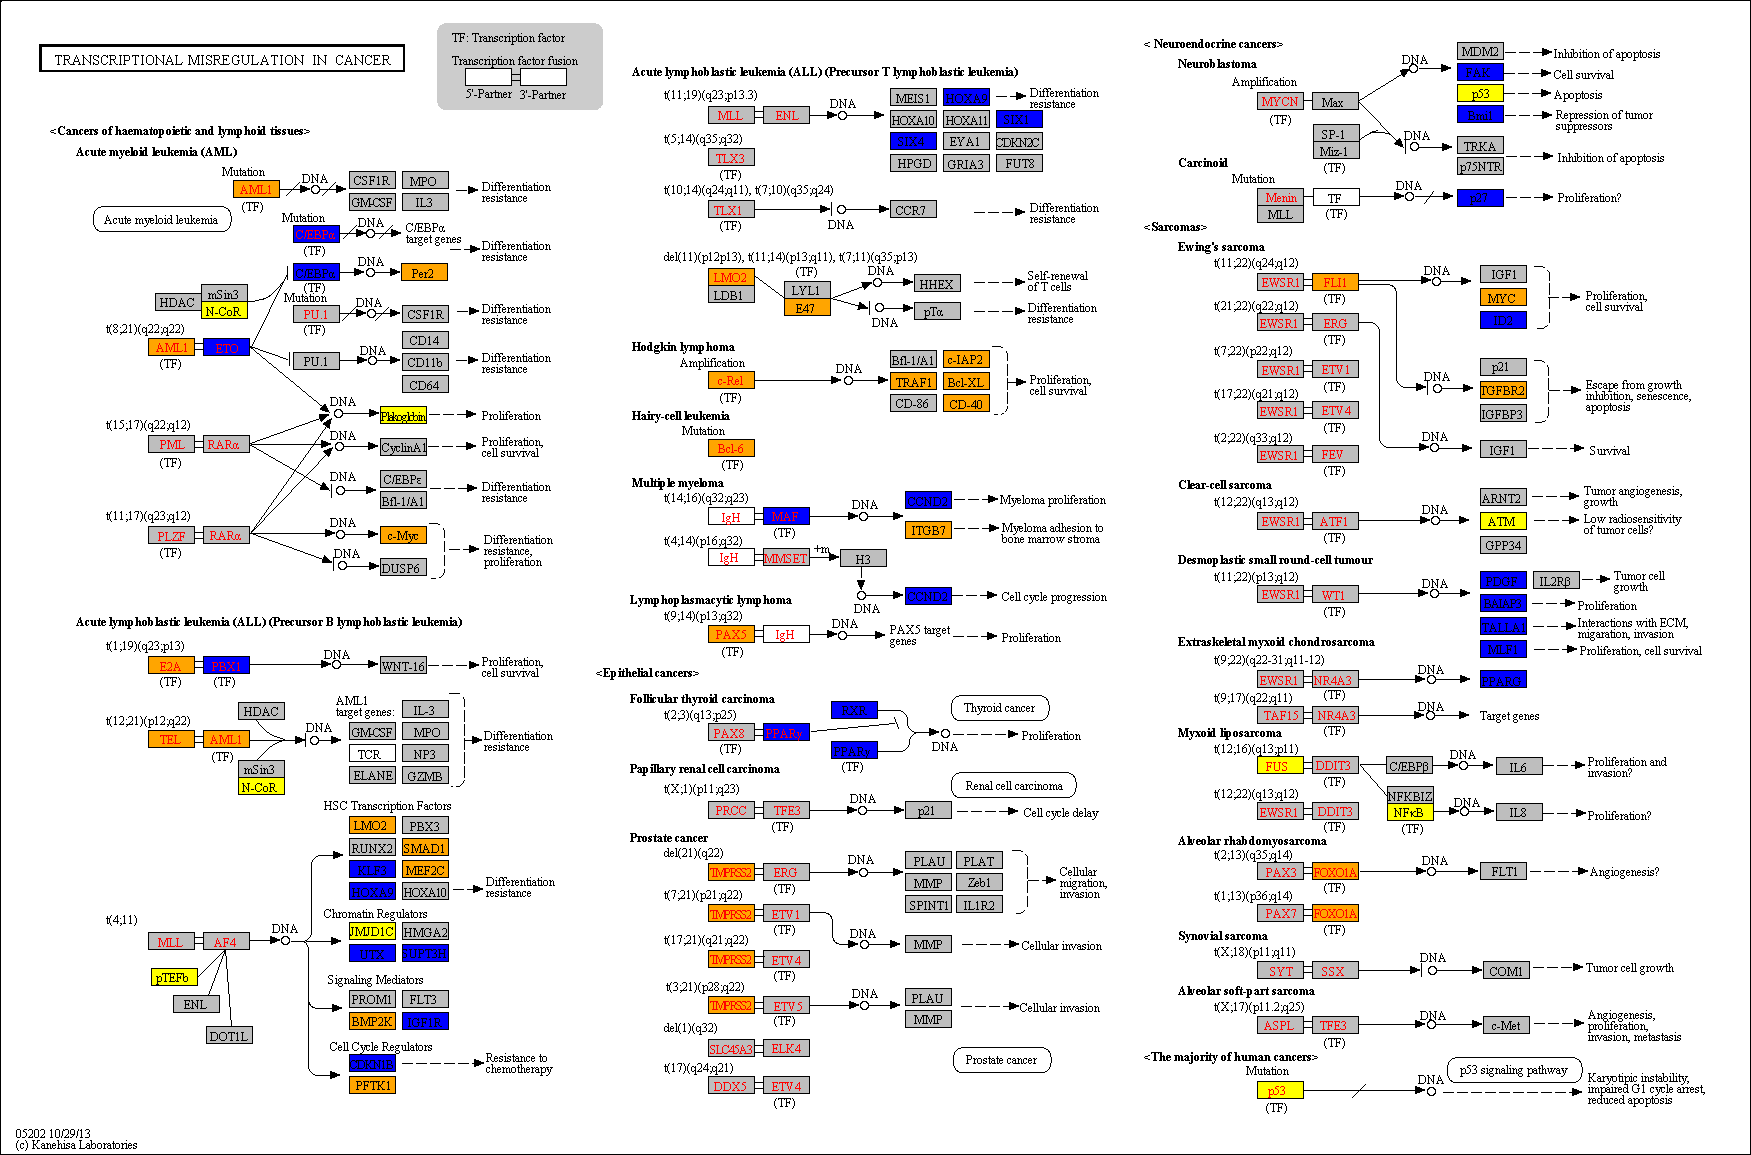 TRANSCRIPTIONAL MISREGULATION IN CANCER
TF: Transcription factor
Transcription factor fusion
5'-Partner 3'-Partner
<Cancers of haematopoietic and lymphoid tissues>
Acute myeloid leukemia (AML)
Mutation
AML1
(TF)
DNA
CSF1R MPO
GM-CSF IL3
Differentiation
resistance
Acute myeloid leukemia
Mutation
C/EBPα
(TF)
DNA
C/EBPα
target genes
Differentiation
resistance
HDAC
mSin3
N-CoR
C/EBPα
(TF)
DNA
Per2
Mutation
PU.1
(TF)
DNA
CSF1R
t(8;21)(q22;q22)
AML1 ETO
(TF)
PU.1
DNA
CD14
CD11b
CD64
Differentiation
resistance
DNA
Plakoglobin
Proliferation
t(15;17)(q22;q12)
PML RARα
(TF)
DNA
CyclinA1
Proliferation,
cell survival
DNA
C/EBPε
Bfl-1/A1
Differentiation
resistance
t(11;17)(q23;q12)
PLZF RARα
(TF)
DNA
c-Myc
DNA
DUSP6
Differentiation
resistance,
proliferation
Acute lymphoblastic leukemia (ALL) (Precursor B lymphoblastic leukemia)
t(1;19)(q23;p13)
E2A PBX1
(TF) (TF)
DNA
WNT-16
Proliferation,
cell survival
t(12;21)(p12;q22)
TEL AML1
(TF)
HDAC
mSin3
N-CoR
DNA
AML1
target genes:
IL-3
GM-CSF MPO
TCR NP3
ELANE GZMB
Differentiation
resistance
HSC Transcription Factors
LMO2 PBX3
RUNX2 SMAD1
KLF3 MEF2C
HOXA9 HOXA10
Differentiation
resistance
t(4;11)
MLL AF4
pTEFb
ENL
DOT1L
DNA
Chromatin Regulators
JMJD1C HMGA2
UTX
Signaling Mediators
PROM1 FLT3
BMP2K IGF1R
Cell Cycle Regulators
CDKN1B
PFTK1
Resistance to
chemotherapy
05202 10/29/13
(c) Kanehisa Laboratories
Acute lymphoblastic leukemia (ALL) (Precursor T lymphoblastic leukemia)
t(11;19)(q23;p13.3)
MLL ENL
DNA
MEIS1 HOXA9
HOXA10 HOXA11 SIX1
SIX4 EYA1 CDKN2C
HPGD GRIA3 FUT8
Differentiation
resistance
t(5;14)(q35;q32)
TLX3
(TF)
t(10;14)(q24;q11), t(7;10)(q35;q24)
TLX1
(TF)
DNA
CCR7
Differentiation
resistance
del(11)(p12p13), t(11;14)(p13;q11), t(7;11)(q35;p13)
LMO2
LDB1
(TF)
LYL1
E47
DNA
HHEX
Self-renewal
of T cells
DNA
pTα
Differentiation
resistance
Hodgkin lymphoma
Amplification
c-Rel
(TF)
DNA
Bfl-1/A1 c-IAP2
TRAF1 Bcl-XL
CD-86 CD-40
Proliferation,
cell survival
Hairy-cell leukemia
Mutation
Bcl-6
(TF)
Multiple myeloma
t(14;16)(q32;q23)
IgH MAF
(TF)
DNA
CCND2
Myeloma proliferation
ITGB7
Myeloma adhesion to
bone marrow stroma
t(4;14)(p16;q32)
IgH MMSET
+m
H3
DNA
CCND2
Cell cycle progression
Lymphoplasmacytic lymphoma
t(9;14)(p13;q32)
PAX5 IgH
(TF)
DNA
PAX5 target
genes
Proliferation
<Epithelial cancers>
Follicular thyroid carcinoma
t(2;3)(q13;p25)
PAX8 PPARγ
(TF)
RXR
PPARγ
(TF)
DNA
Thyroid cancer
Proliferation
Papillary renal cell carcinoma
t(X;1)(p11;q23)
PRCC TFE3
(TF)
DNA
p21
Renal cell carcinoma
Cell cycle delay
Prostate cancer
del(21)(q22)
TMPRSS2 ERG
(TF)
DNA
PLAU PLAT
MMP Zeb1
SPINT1 IL1R2
Cellular
migration,
invasion
t(7;21)(p21;q22)
TMPRSS2 ETV1
(TF)
DNA
MMP
Cellular invasion
t(17;21)(q21;q22)
TMPRSS2 ETV4
(TF)
t(3;21)(p28;q22)
TMPRSS2 ETV5
(TF)
DNA
PLAU
MMP
Cellular invasion
del(1)(q32)
SLC45A3 ELK4
t(17)(q24;q21)
DDX5 ETV4
(TF)
Prostate cancer
<Neuroendocrine cancers>
Neuroblastoma
Amplification
MYCN
(TF)
Max
DNA
MDM2
Inhibition of apoptosis
FAK
Cell survival
p53
Apoptosis
Repression of tumor
suppressors
SP-1
Miz-1
DNA
TRKA
p75NTR
Inhibition of apoptosis
Carcinoid
Mutation
Menin
MLL
TF
(TF)
DNA
p27
Proliferation?
<Sarcomas>
Ewing's sarcoma
t(11;22)(q24;q12)
EWSR1 FLI1
(TF)
DNA
IGF1
MYC
ID2
Proliferation,
cell survival
t(21;22)(q22;q12)
EWSR1 ERG
(TF)
t(7;22)(p22;q12)
EWSR1 ETV1
(TF)
DNA
p21
TGFBR2
IGFBP3
Escape from growth
inhibition, senescence,
apoptosis
t(17;22)(q21;q12)
EWSR1 ETV4
(TF)
t(2;22)(q33;q12)
EWSR1 FEV
(TF)
DNA
IGF1
Survival
Clear-cell sarcoma
t(12;22)(q13;q12)
EWSR1 ATF1
(TF)
DNA
ARNT2
Tumor angiogenesis,
growth
ATM
Low radiosensitivity
of tumor cells?
GPP34
Desmoplastic small round-cell tumour
t(11;22)(p13;q12)
EWSR1 WT1
(TF)
DNA
PDGF IL2Rβ
Tumor cell
growth
Proliferation
Interactions with ECM,
migaration, invasion
Proliferation, cell survival
Extraskeletal myxoid chondrosarcoma
t(9;22)(q22-31;q11-12)
EWSR1 NR4A3
(TF)
DNA
PPARG
t(9;17)(q22;q11)
TAF15 NR4A3
(TF)
DNA
Target genes
Myxoid liposarcoma
t(12;16)(q13;p11)
FUS DDIT3
(TF)
C/EBPβ
DNA
IL6
Proliferation and
invasion?
t(12;22)(q13;q12)
EWSR1 DDIT3
(TF)
NFKBIZ
NFκB
(TF)
DNA
IL8
Proliferation?
Alveolar rhabdomyosarcoma
t(2;13)(q35;q14)
PAX3 FOXO1A
(TF)
DNA
FLT1
Angiogenesis?
t(1;13)(p36;q14)
PAX7 FOXO1A
(TF)
Synovial sarcoma
t(X;18)(p11;q11)
SYT SSX
(TF)
DNA
COM1
Tumor cell growth
Alveolar soft-part sarcoma
t(X;17)(p11.2;q25)
ASPL TFE3
(TF)
DNA
c-Met
Angiogenesis,
proliferation,
invasion, metastasis
<The majority of human cancers>
Mutation
p53
(TF)
DNA
p53 signaling pathway
Karyotipic instability,
impaired G1 cycle arrest,
reduced apoptosis